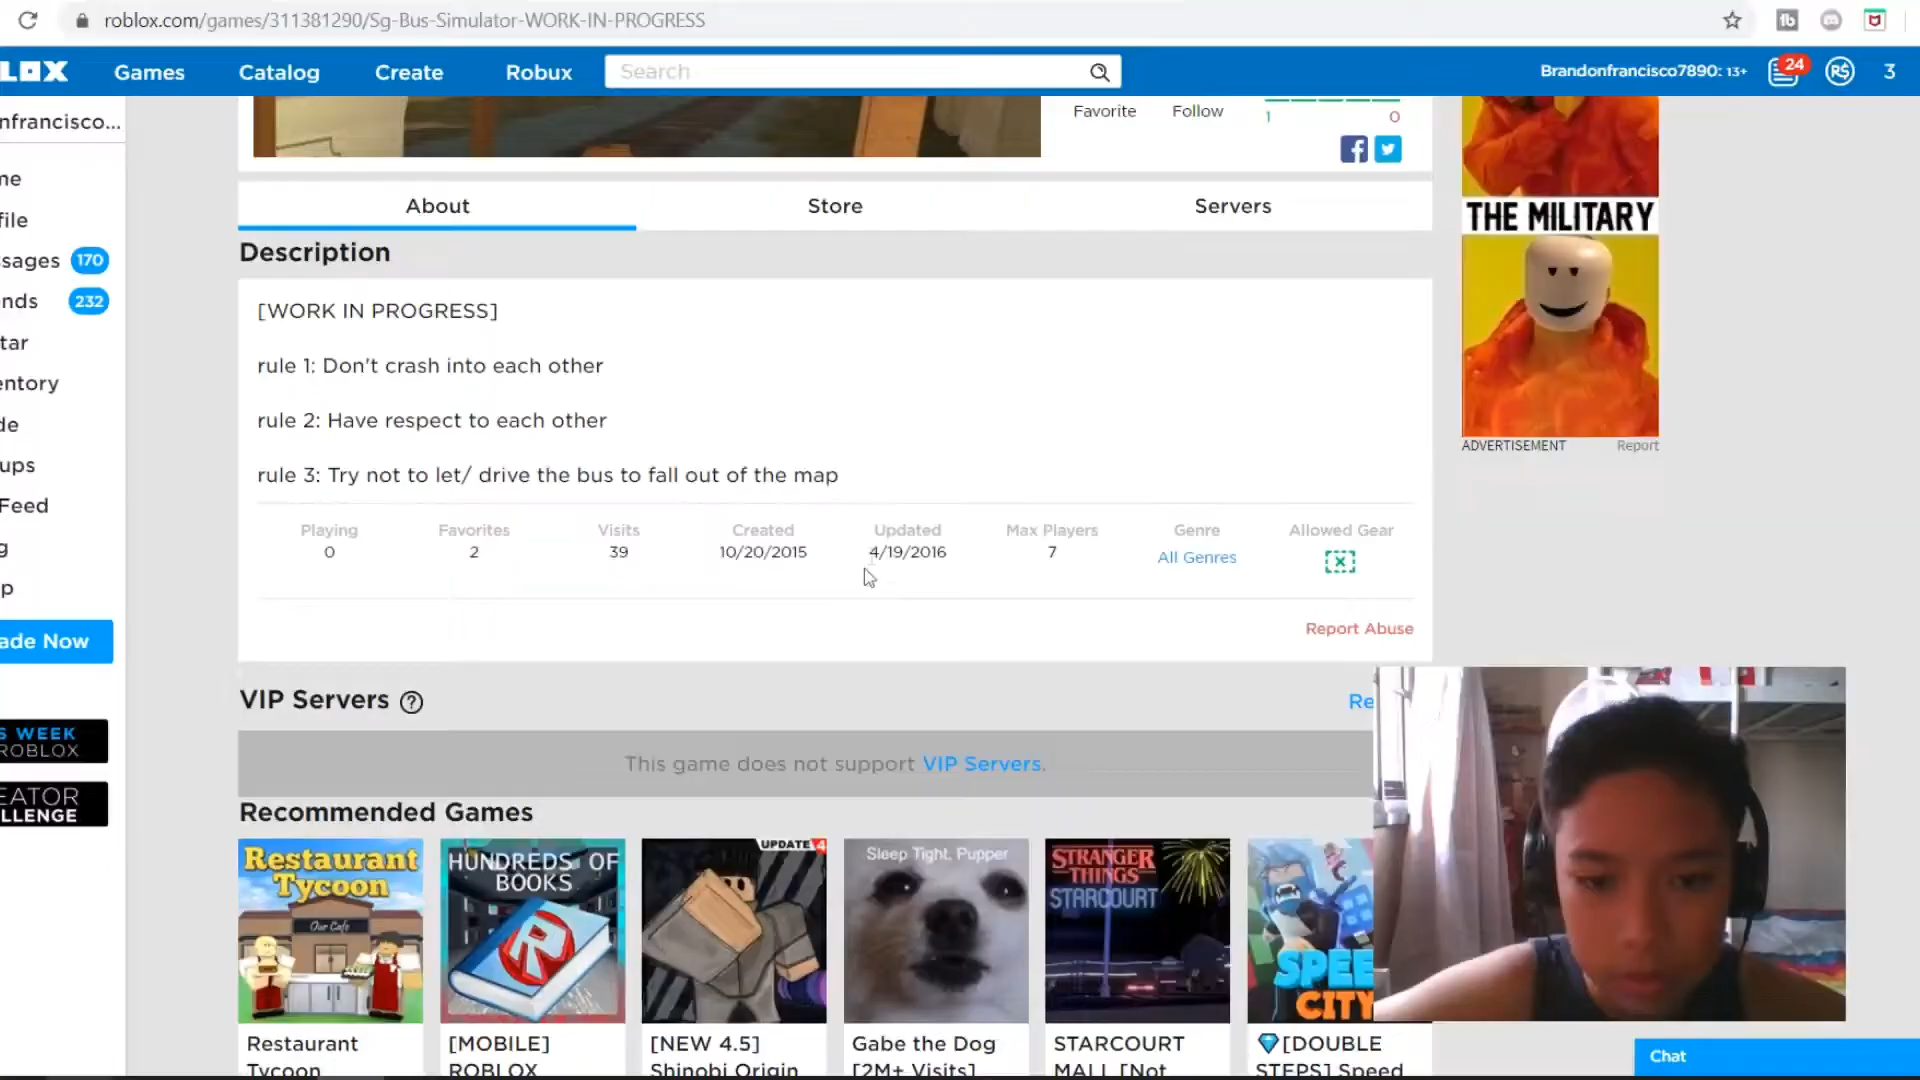 roblox.com/games/311381290/Sg-Bus-Simulator-WORK-IN-PROGRESS
LOX
Games
Catalog
Create
Robux
Search
Brandonfrancisco7890: 13+
24
3
nfrancisco...
me
file
ssages 170
nds 232
tar
entory
de
ups
Feed
g
p
ade Now
S WEEK
ROBLOX
EATOR
LLENGE
Favorite
Follow
1
0
About
Store
Servers
Description
[WORK IN PROGRESS]
rule 1: Don't crash into each other
rule 2: Have respect to each other
rule 3: Try not to let/ drive the bus to fall out of the map
Playing Favorites Visits Created Updated Max Players Genre Allowed Gear
0 2 39 10/20/2015 4/19/2016 7 All Genres
Report Abuse
VIP Servers ?
Re
This game does not support VIP Servers.
Recommended Games
Restaurant
Tycoon
Our Cafe
HUNDREDS OF
BOOKS
UPDATE 4
Sleep Tight, Pupper
STRANGER
THINGS
STARCOURT
SPEE
CITY
Restaurant
Tycoon
[MOBILE]
ROBLOX
[NEW 4.5]
Shinobi Origin
Gabe the Dog
[2M+ Visits]
STARCOURT
MALL [Not
[DOUBLE
STEPS] Speed
THE MILITARY
ADVERTISEMENT
Report
Chat